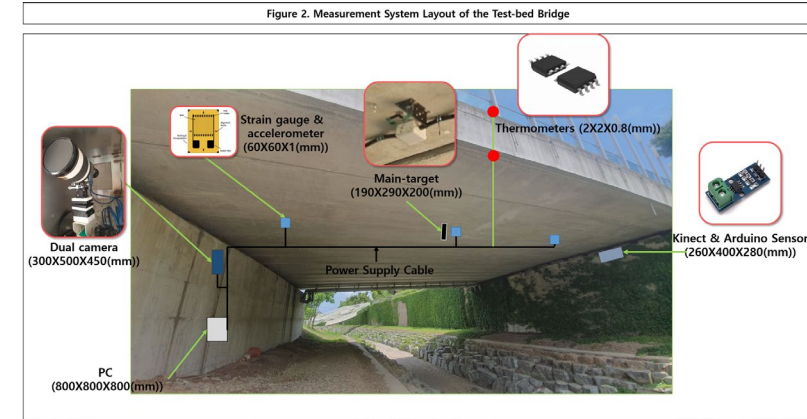 Figure 2. Measurement System Layout of the Test-bed Bridge
Thermometers (2X2X0.8(mm))
Strain gauge &
accelerometer
(60X60X1(mm))
Main-target
(190X290X200(mm))
Kinect & Arduino Sensor
(260X400X280(mm))
Dual camera
(300X500X450(mm))
Power Supply Cable
PC
(800X800X800(mm))